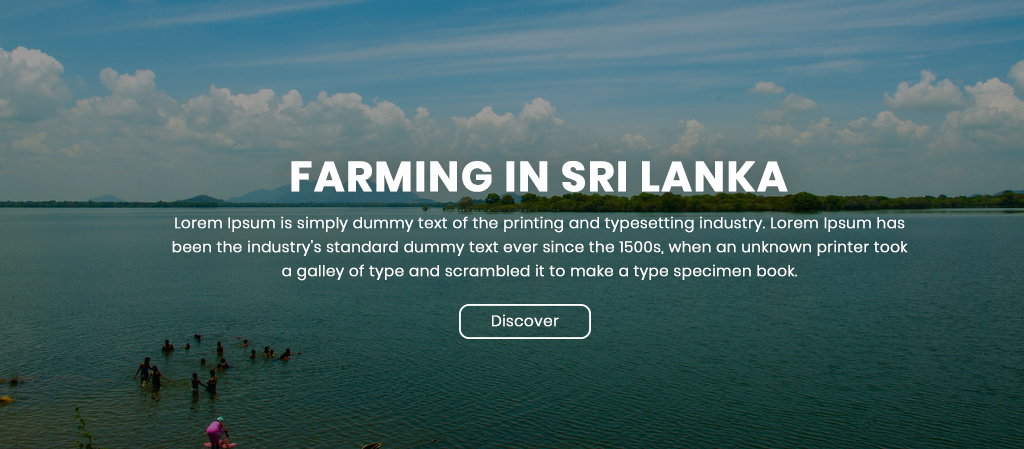 FARMING IN SRI LANKA
Lorem Ipsum is simply dummy text of the printing and typesetting industry. Lorem Ipsum has
been the industry's standard dummy text ever since the 1500s, when an unknown printer took
a galley of type and scrambled it to make a type specimen book.
Discover